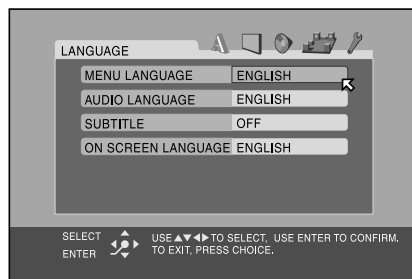 LANGUAGE
MENU LANGUAGE ENGLISH
AUDIO LANGUAGE ENGLISH
SUBTITLE OFF
ON SCREEN LANGUAGE ENGLISH
SELECT
ENTER
USE ▲▼◀▶ TO SELECT, USE ENTER TO CONFIRM.
TO EXIT, PRESS CHOICE.